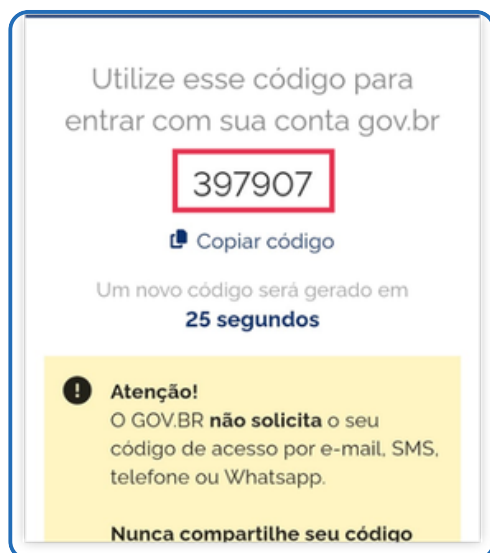 Utilize esse código para
entrar com sua conta gov.br
397907
Copiar código
Um novo código será gerado em
25 segundos
Atenção!
O GOV.BR não solicita o seu
código de acesso por e-mail, SMS,
telefone ou Whatsapp.
Nunca compartilhe seu código